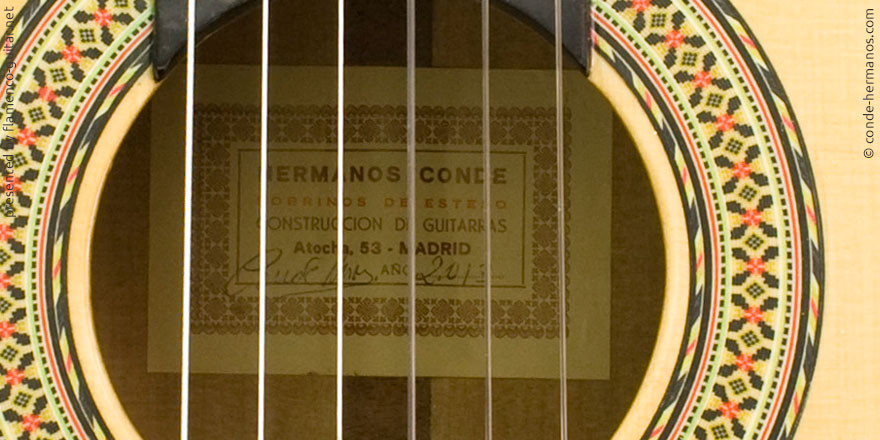 HERMANOS CONDE
SOBRINOS DE ESTESO
CONSTRUCCION DE GUITARRAS
Atocha, 53 - MADRID
AÑO 2013
presented by flamenco-guitar.net
© conde-hermanos.com